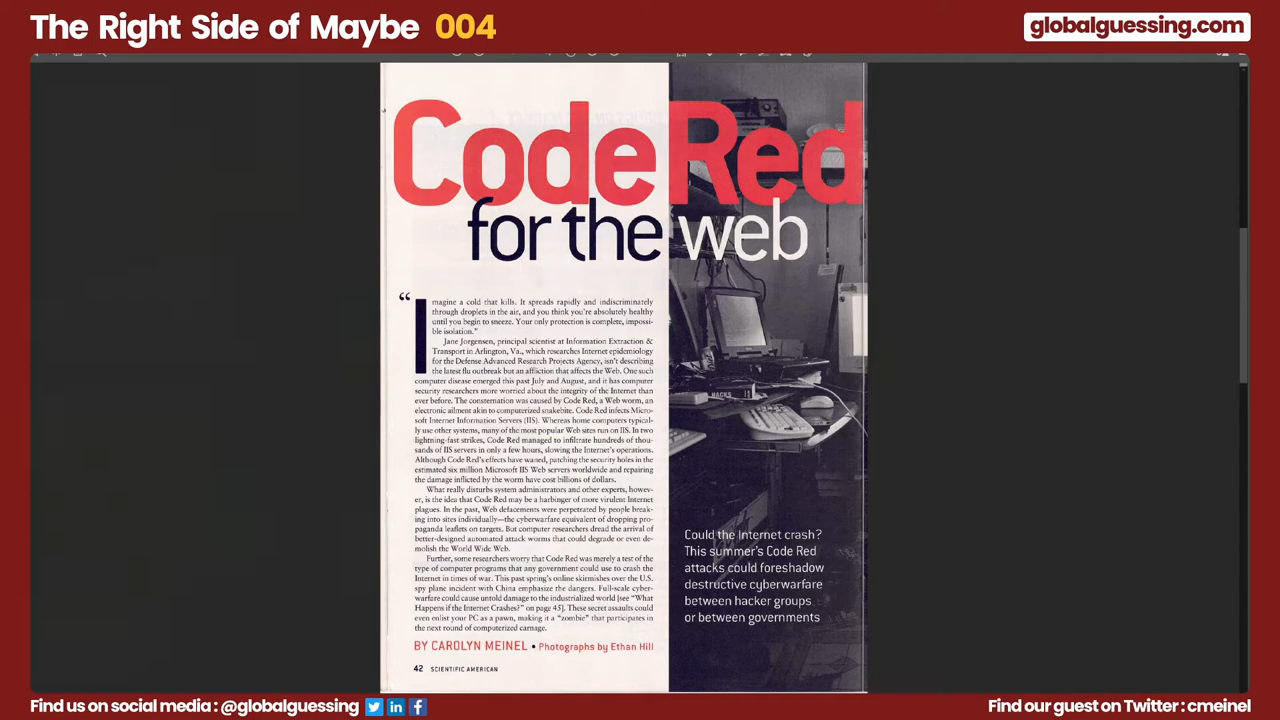 The Right Side of Maybe 004
globalguessing.com
Code Red
for the web
“Imagine a cold that kills. It spreads rapidly and indiscriminately
through droplets in the air, and you think you're absolutely healthy
until you begin to sneeze. Your only protection is complete, impossi-
ble isolation."
Jane Jorgensen, principal scientist at Information Extraction &
Transport in Arlington, Va., which researches Internet epidemiology
for the Defense Advanced Research Projects Agency, isn't describing
the latest flu outbreak but an affliction that affects the Web. One such
computer disease emerged this past July and August, and it has computer
security researchers more worried about the integrity of the Internet than
ever before. The consternation was caused by Code Red, a Web worm, an
electronic ailment akin to computerized snakebite. Code Red infects Micro-
soft Internet Information Servers (IIS). Whereas home computers typical-
ly use other systems, many of the most popular Web sites run on IIS. In two
lightning-fast strikes, Code Red managed to infiltrate hundreds of thou-
sands of IIS servers in only a few hours, slowing the Internet's operations.
Although Code Red's effects have waned, patching the security holes in the
estimated six million Microsoft IIS Web servers worldwide and repairing
the damage inflicted by the worm have cost billions of dollars.
What really disturbs system administrators and other experts, howev-
er, is the idea that Code Red may be a harbinger of more virulent Internet
plagues. In the past, Web defacements were perpetrated by people break-
ing into sites individually—the cyberwarfare equivalent of dropping pro-
paganda leaflets on targets. But computer researchers dread the arrival of
better-designed automated attack worms that could degrade or even de-
molish the World Wide Web.
Further, some researchers worry that Code Red was merely a test of the
type of computer programs that any government could use to crash the
Internet in times of war. This past spring's online skirmishes over the U.S.
spy plane incident with China emphasize the dangers. Full-scale cyber-
warfare could cause untold damage to the industrialized world [see "What
Happens if the Internet Crashes?" on page 45]. These secret assaults could
even enlist your PC as a pawn, making it a "zombie" that participates in
the next round of computerized carnage.
BY CAROLYN MEINEL • Photographs by Ethan Hill
42 SCIENTIFIC AMERICAN
HACKS
Could the Internet crash?
This summer's Code Red
attacks could foreshadow
destructive cyberwarfare
between hacker groups
or between governments
Find us on social media : @globalguessing
Find our guest on Twitter : cmeinel